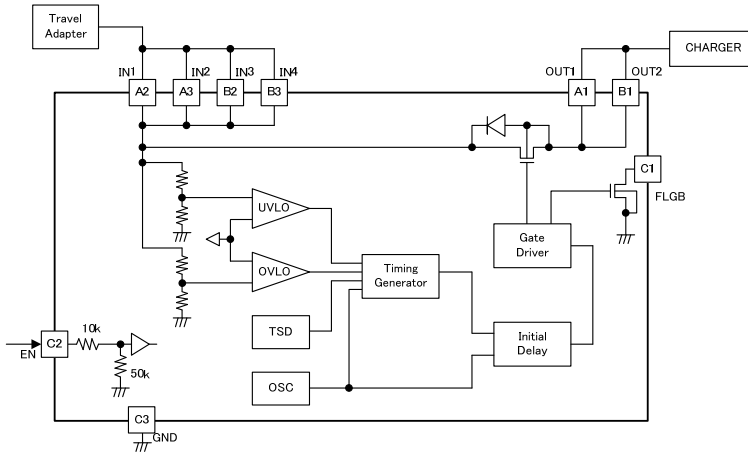 Travel
Adapter
IN1
IN2
IN3
IN4
OUT1
OUT2
CHARGER
A2
A3
B2
B3
A1
B1
C1
FLGB
UVLO
OVLO
Gate
Driver
Timing
Generator
TSD
Initial
Delay
OSC
C2
EN
10k
50k
C3
GND